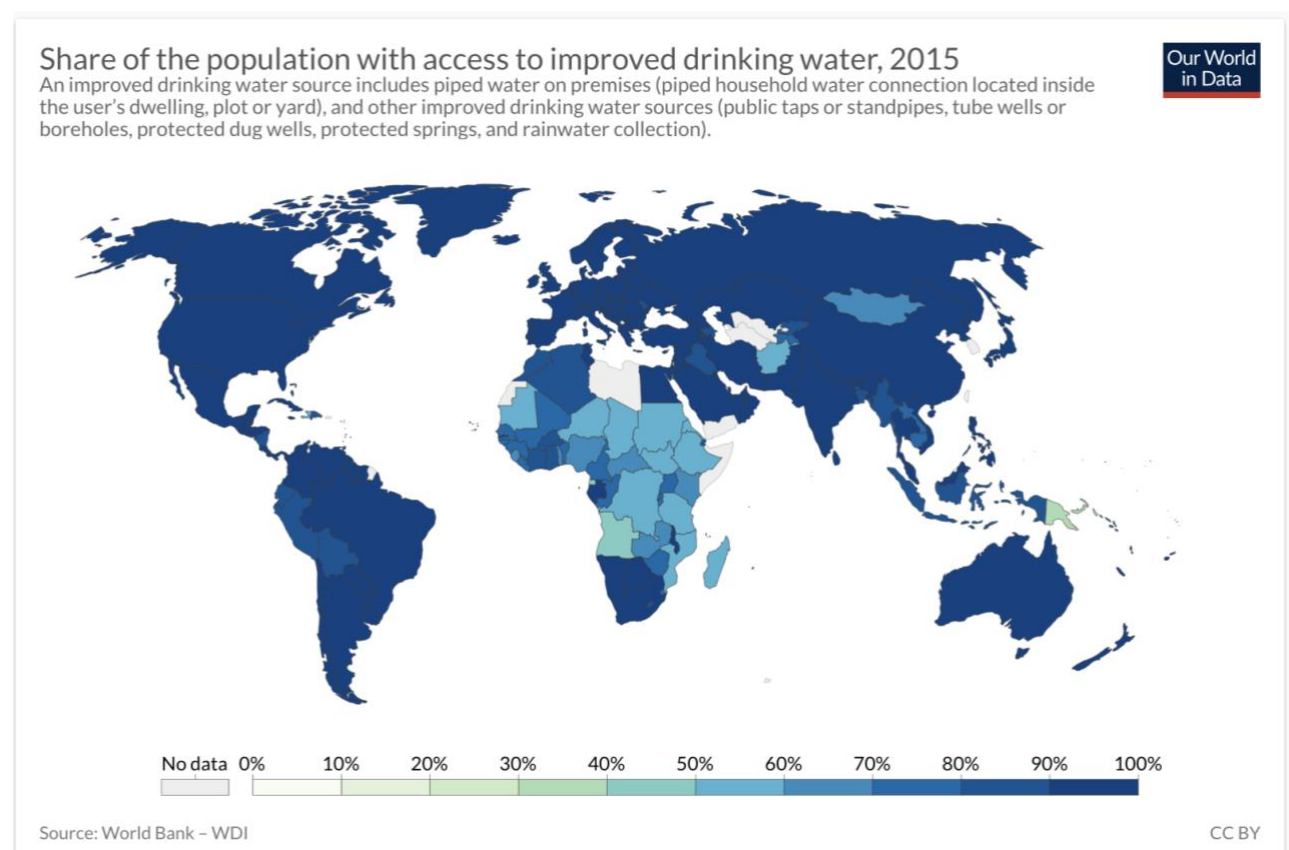 Share of the population with access to improved drinking water, 2015
Our World
in Data
An improved drinking water source includes piped water on premises (piped household water connection located inside
the user's dwelling, plot or yard), and other improved drinking water sources (public taps or standpipes, tube wells or
boreholes, protected dug wells, protected springs, and rainwater collection).
No data 0% 10% 20% 30% 40% 50% 60% 70% 80% 90% 100%
Source: World Bank – WDI
CC BY